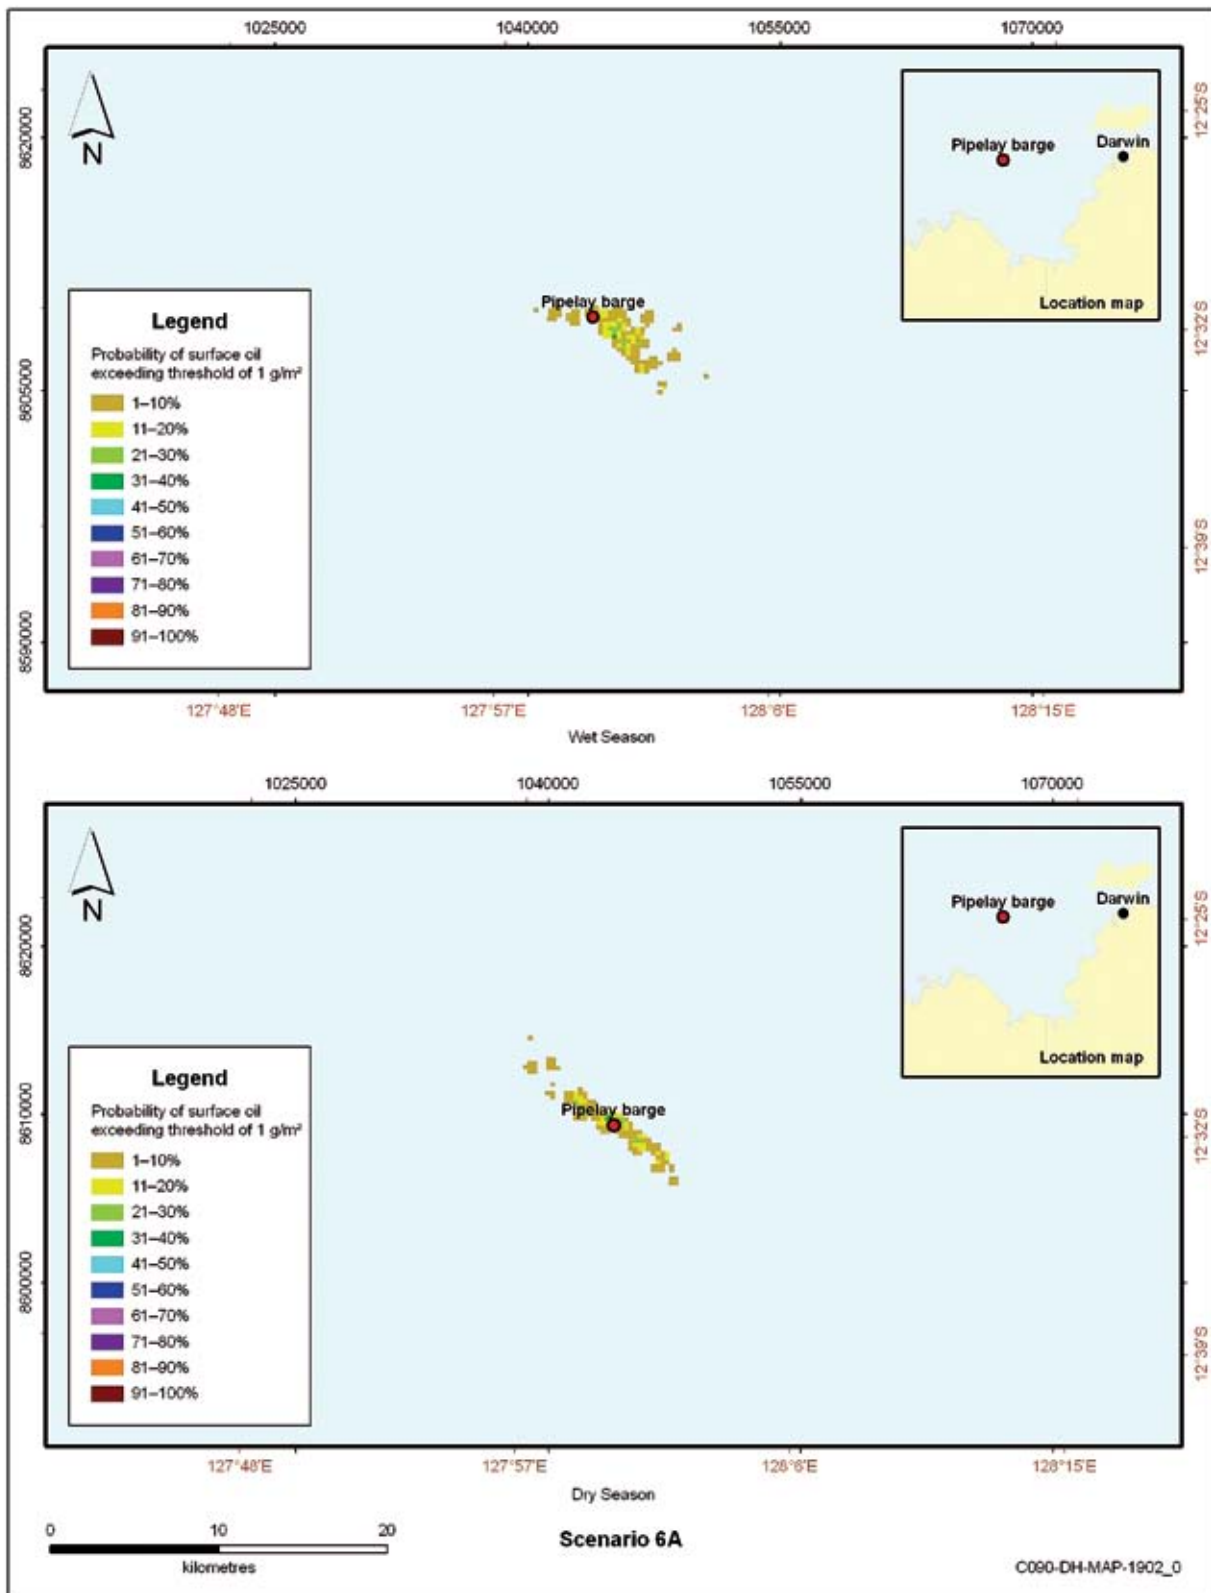 1025000 1040000 1055000 1070000
N
Pipelay barge
Darwin
Location map
12°25'S
8620000
Pipelay barge
12°32'S
Legend
Probability of surface oil
exceeding threshold of 1 g/m²
1–10%
11–20%
21–30%
31–40%
41–50%
51–60%
61–70%
71–80%
81–90%
91–100%
8605000
12°39'S
8590000
127°48'E 127°57'E 128°6'E 128°15'E
Wet Season
1025000 1040000 1055000 1070000
N
Pipelay barge
Darwin
Location map
12°25'S
8620000
Pipelay barge
8610000
12°32'S
Legend
Probability of surface oil
exceeding threshold of 1 g/m²
1–10%
11–20%
21–30%
31–40%
41–50%
51–60%
61–70%
71–80%
81–90%
91–100%
8600000
12°39'S
127°48'E 127°57'E 128°6'E 128°15'E
Dry Season
0 10 20
kilometres
Scenario 6A
C090-DH-MAP-1902_0